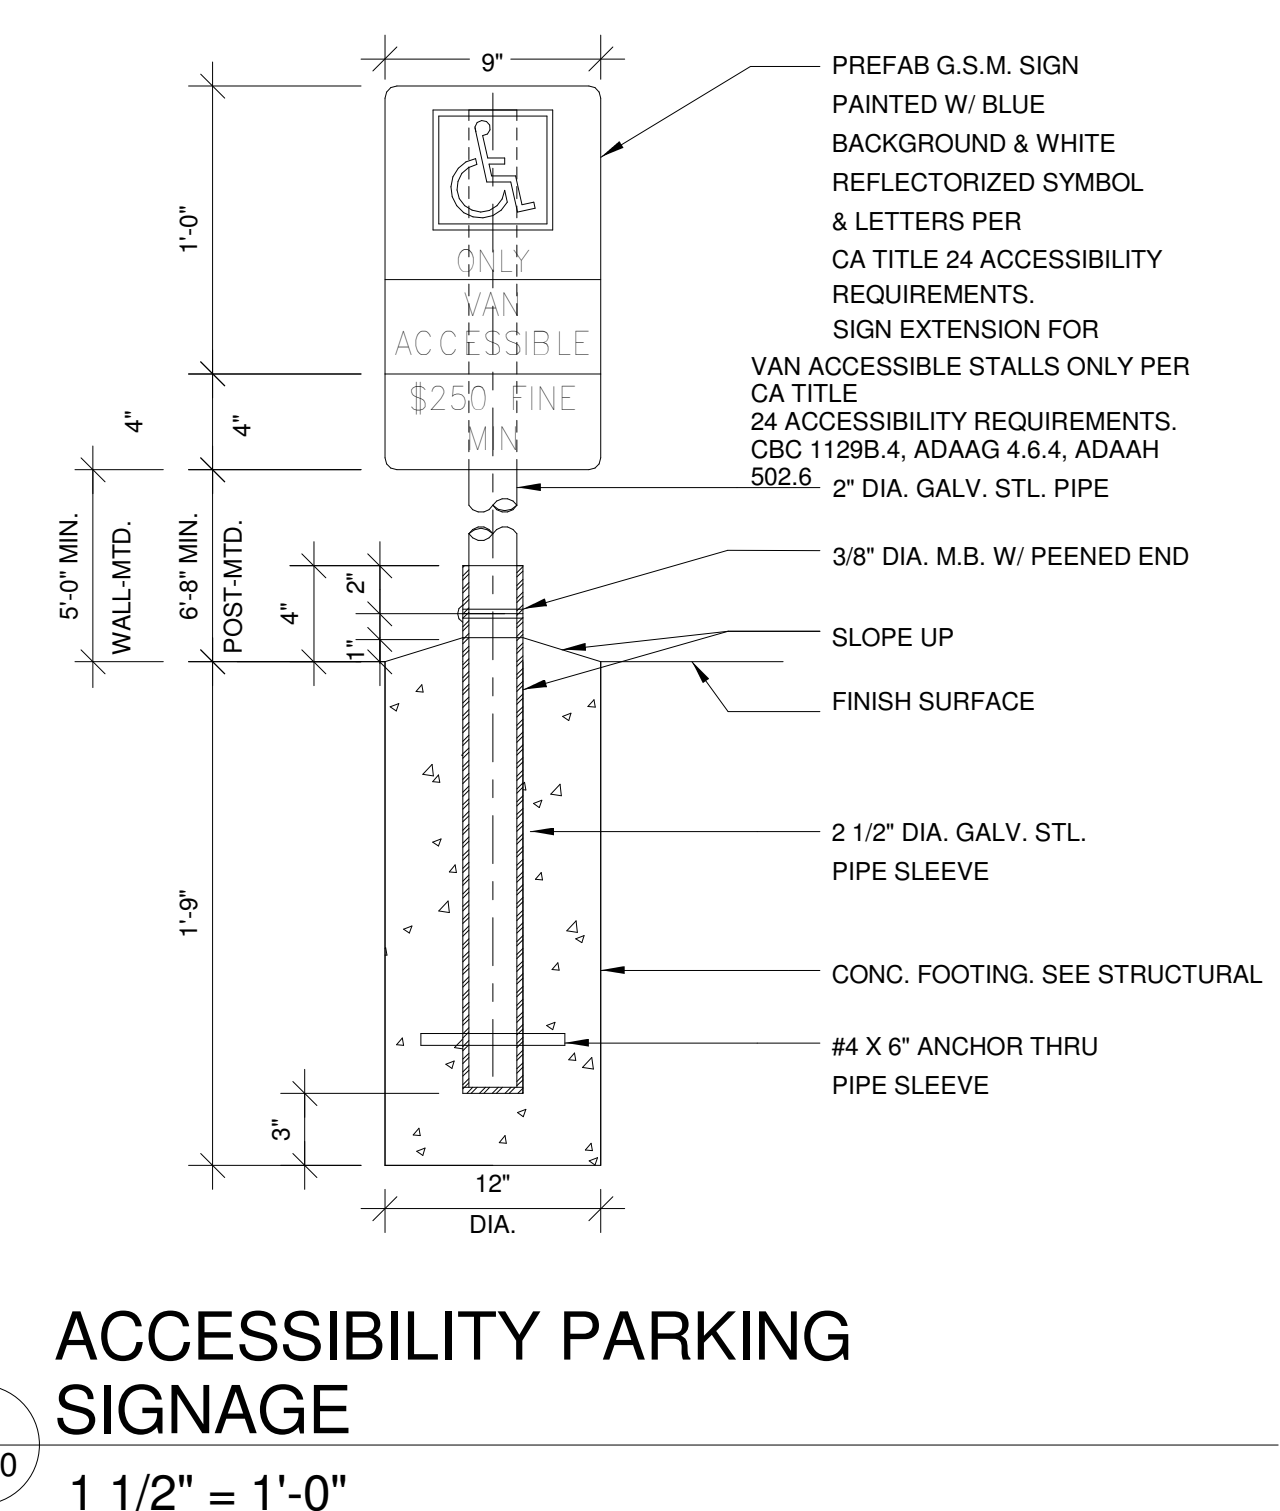 9"
PREFAB G.S.M. SIGN
PAINTED W/ BLUE
BACKGROUND & WHITE
REFLECTORIZED SYMBOL
& LETTERS PER
CA TITLE 24 ACCESSIBILITY
REQUIREMENTS.
SIGN EXTENSION FOR
VAN ACCESSIBLE STALLS ONLY PER
CA TITLE
24 ACCESSIBILITY REQUIREMENTS.
CBC 1129B.4, ADAAG 4.6.4, ADAAH
502.6
1'-0"
ONLY
VAN
ACCESSIBLE
$250 FINE
MIN
4"
4"
2" DIA. GALV. STL. PIPE
5'-0" MIN.
WALL-MTD.
6'-8" MIN.
POST-MTD.
4"
2"
1"
3/8" DIA. M.B. W/ PEENED END
SLOPE UP
FINISH SURFACE
2 1/2" DIA. GALV. STL.
PIPE SLEEVE
1'-9"
CONC. FOOTING. SEE STRUCTURAL
#4 X 6" ANCHOR THRU
PIPE SLEEVE
3"
12"
DIA.
ACCESSIBILITY PARKING
SIGNAGE
0
1 1/2" = 1'-0"